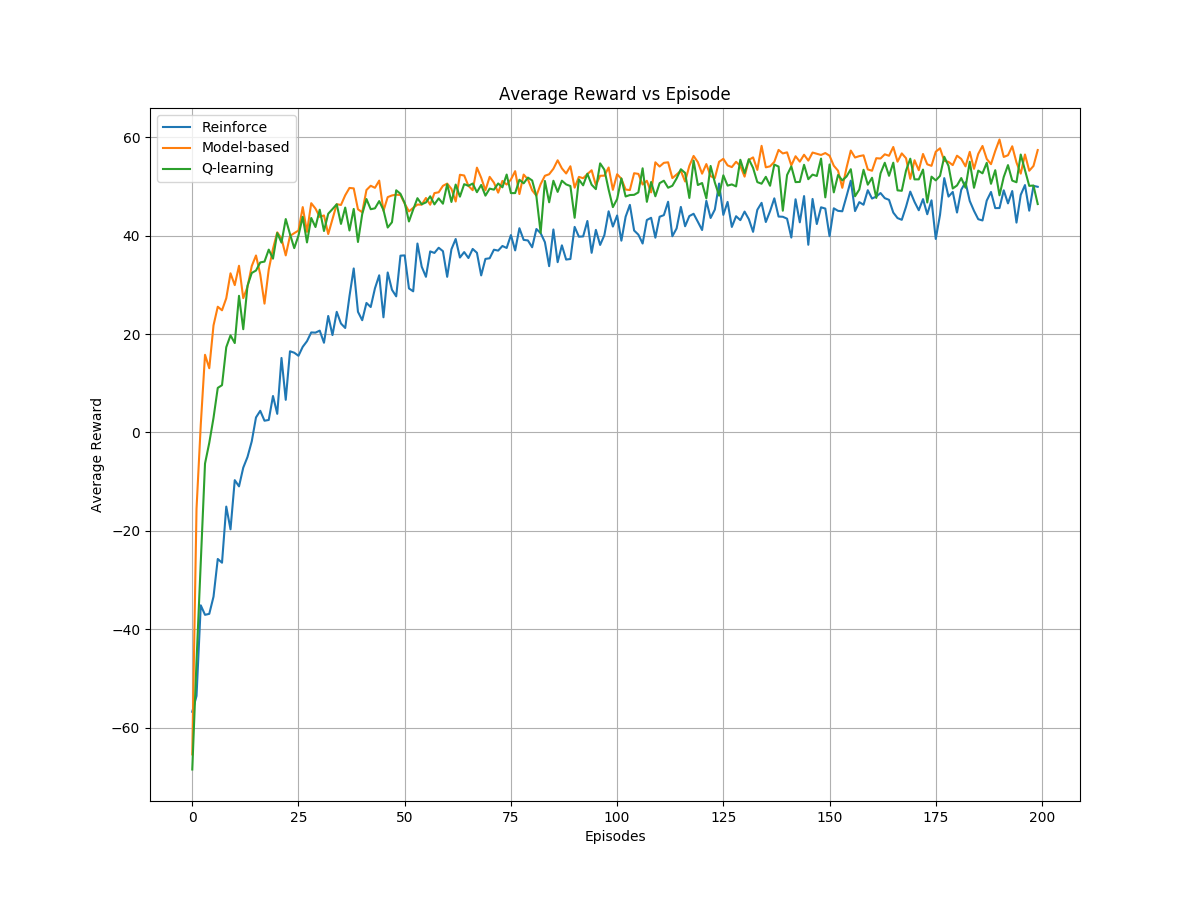 Average Reward vs Episode
Reinforce
Model-based
Q-learning
60
40
20
0
−20
−40
−60
Average Reward
0 25 50 75 100 125 150 175 200
Episodes